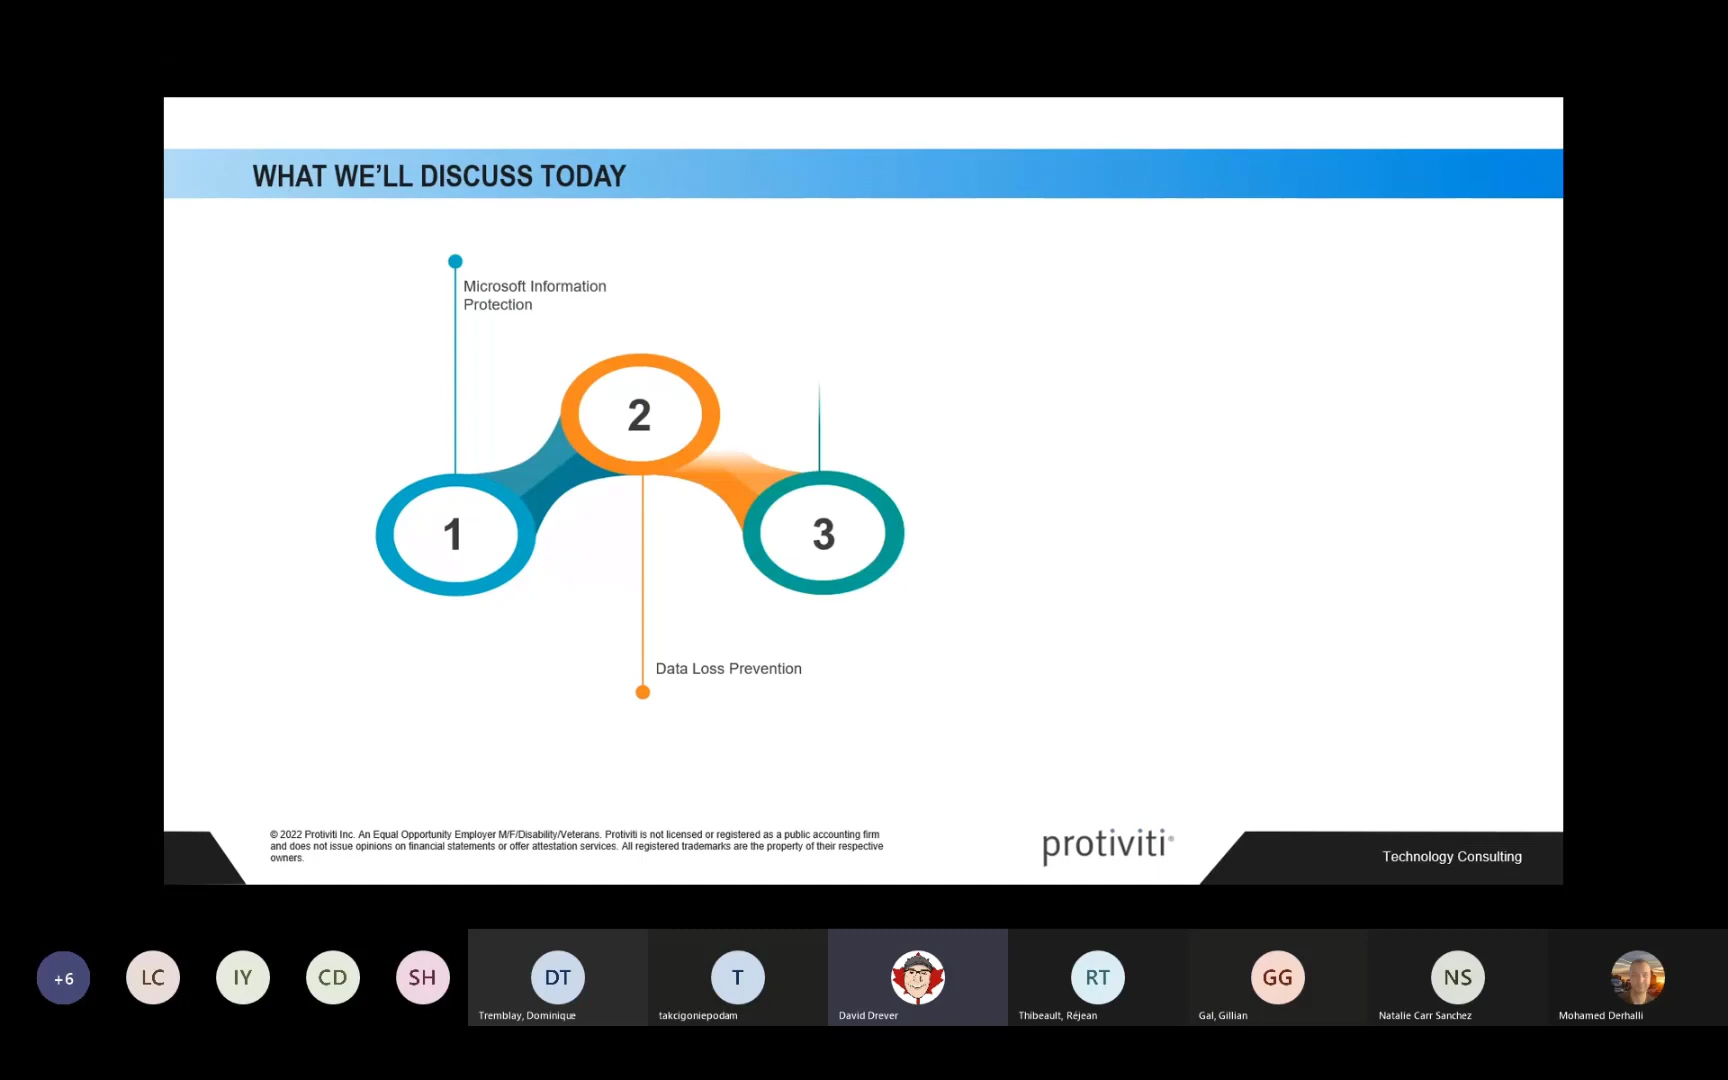 WHAT WE'LL DISCUSS TODAY
Microsoft Information
Protection
2
1
3
Data Loss Prevention
© 2022 Protiviti Inc. An Equal Opportunity Employer M/F/Disability/Veterans. Protiviti is not licensed or registered as a public accounting firm
and does not issue opinions on financial statements or offer attestation services. All registered trademarks are the property of their respective
owners.
protiviti®
Technology Consulting
+6
LC
IY
CD
SH
DT
T
RT
GG
NS
Tremblay, Dominique
takcigoniepodam
David Drever
Thibeault, Réjean
Gal, Gillian
Natalie Carr Sanchez
Mohamed Derhalli